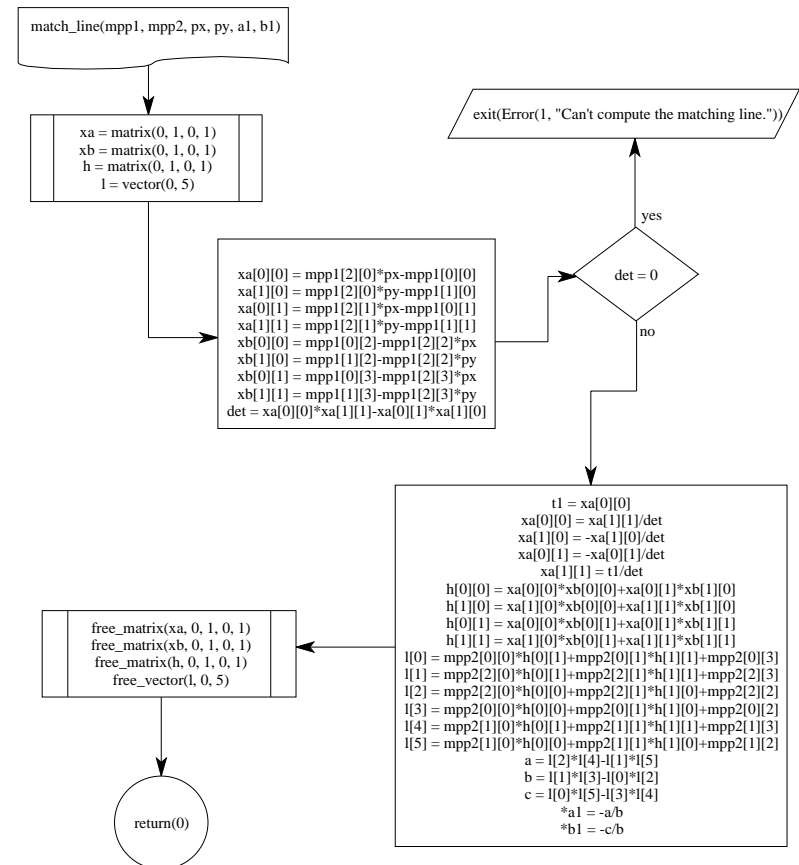 match_line(mpp1, mpp2, px, py, a1, b1)
xa = matrix(0, 1, 0, 1)
xb = matrix(0, 1, 0, 1)
h = matrix(0, 1, 0, 1)
l = vector(0, 5)
xa[0][0] = mpp1[2][0]*px-mpp1[0][0]
xa[1][0] = mpp1[2][0]*py-mpp1[1][0]
xa[0][1] = mpp1[2][1]*px-mpp1[0][1]
xa[1][1] = mpp1[2][1]*py-mpp1[1][1]
xb[0][0] = mpp1[0][2]-mpp1[2][2]*px
xb[1][0] = mpp1[1][2]-mpp1[2][2]*py
xb[0][1] = mpp1[0][3]-mpp1[2][3]*px
xb[1][1] = mpp1[1][3]-mpp1[2][3]*py
det = xa[0][0]*xa[1][1]-xa[0][1]*xa[1][0]
exit(Error(1, "Can't compute the matching line."))
yes
det = 0
no
t1 = xa[0][0]
xa[0][0] = xa[1][1]/det
xa[1][0] = -xa[1][0]/det
xa[0][1] = -xa[0][1]/det
xa[1][1] = t1/det
h[0][0] = xa[0][0]*xb[0][0]+xa[0][1]*xb[1][0]
h[1][0] = xa[1][0]*xb[0][0]+xa[1][1]*xb[1][0]
h[0][1] = xa[0][0]*xb[0][1]+xa[0][1]*xb[1][1]
h[1][1] = xa[1][0]*xb[0][1]+xa[1][1]*xb[1][1]
l[0] = mpp2[0][0]*h[0][1]+mpp2[0][1]*h[1][1]+mpp2[0][3]
l[1] = mpp2[2][0]*h[0][1]+mpp2[2][1]*h[1][1]+mpp2[2][3]
l[2] = mpp2[2][0]*h[0][0]+mpp2[2][1]*h[1][0]+mpp2[2][2]
l[3] = mpp2[0][0]*h[0][0]+mpp2[0][1]*h[1][0]+mpp2[0][2]
l[4] = mpp2[1][0]*h[0][1]+mpp2[1][1]*h[1][1]+mpp2[1][3]
l[5] = mpp2[1][0]*h[0][0]+mpp2[1][1]*h[1][0]+mpp2[1][2]
a = l[2]*l[4]-l[1]*l[5]
b = l[1]*l[3]-l[0]*l[2]
c = l[0]*l[5]-l[3]*l[4]
*a1 = -a/b
*b1 = -c/b
free_matrix(xa, 0, 1, 0, 1)
free_matrix(xb, 0, 1, 0, 1)
free_matrix(h, 0, 1, 0, 1)
free_vector(l, 0, 5)
return(0)